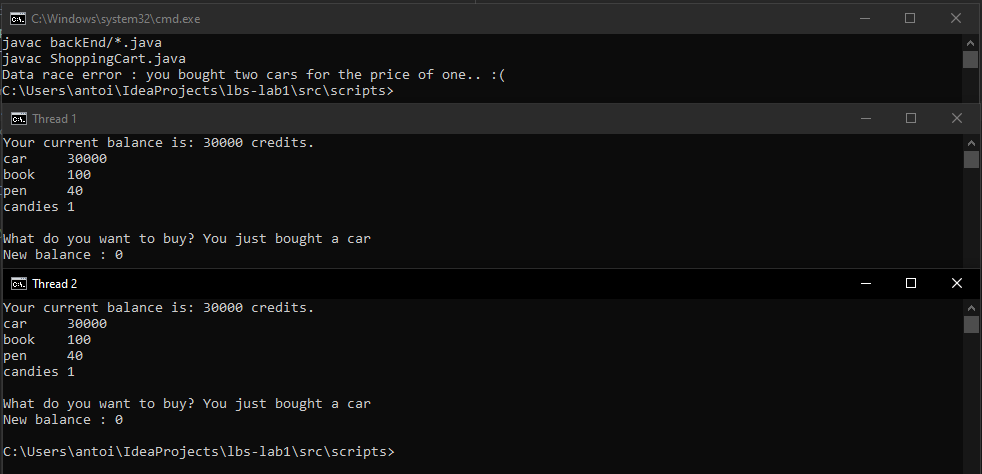 C:\Windows\system32\cmd.exe
javac backEnd/*.java
javac ShoppingCart.java
Data race error : you bought two cars for the price of one.. :(
C:\Users\antoi\IdeaProjects\lbs-lab1\src\scripts>
Thread 1
Your current balance is: 30000 credits.
car     30000
book    100
pen     40
candies 1
What do you want to buy? You just bought a car
New balance : 0
Thread 2
Your current balance is: 30000 credits.
car     30000
book    100
pen     40
candies 1
What do you want to buy? You just bought a car
New balance : 0
C:\Users\antoi\IdeaProjects\lbs-lab1\src\scripts>